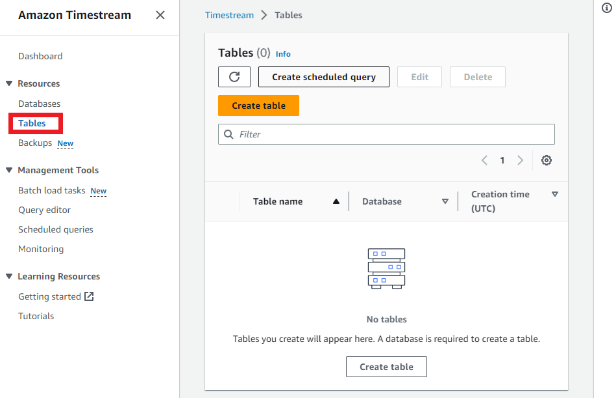 Amazon Timestream
Dashboard
Resources
Databases
Tables
Backups New
Management Tools
Batch load tasks New
Query editor
Scheduled queries
Monitoring
Learning Resources
Getting started
Tutorials
Timestream > Tables
Tables (0) Info
Create scheduled query Edit Delete
Create table
Filter
1
Table name Database Creation time
(UTC)
No tables
Tables you create will appear here. A database is required to create a table.
Create table